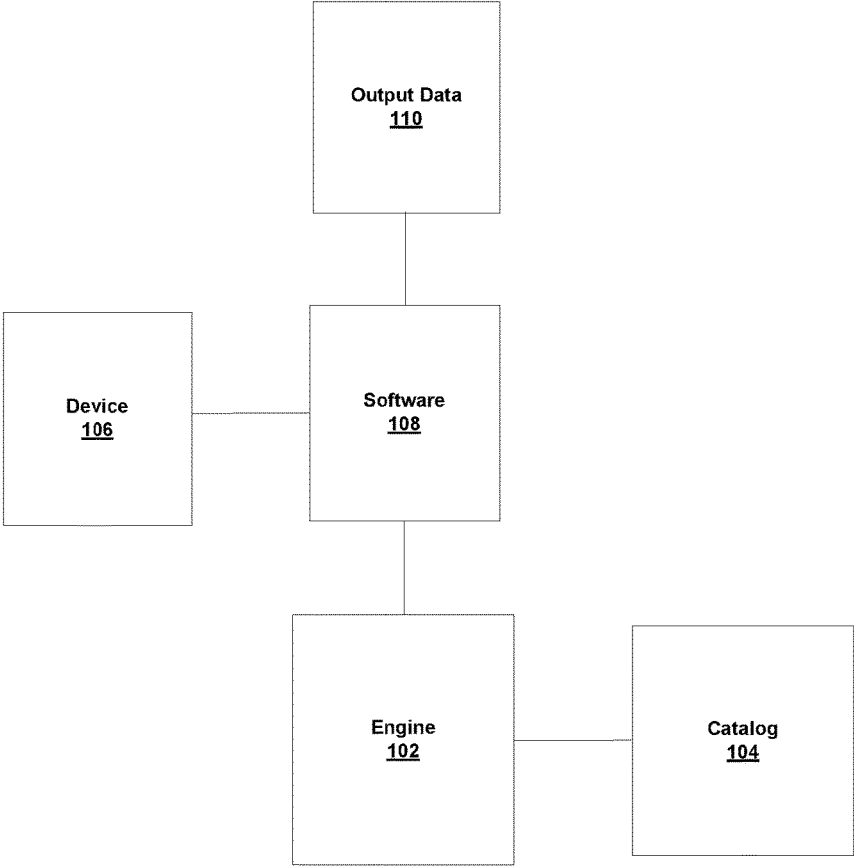 Output Data
110
Device
106
Software
108
Engine
102
Catalog
104